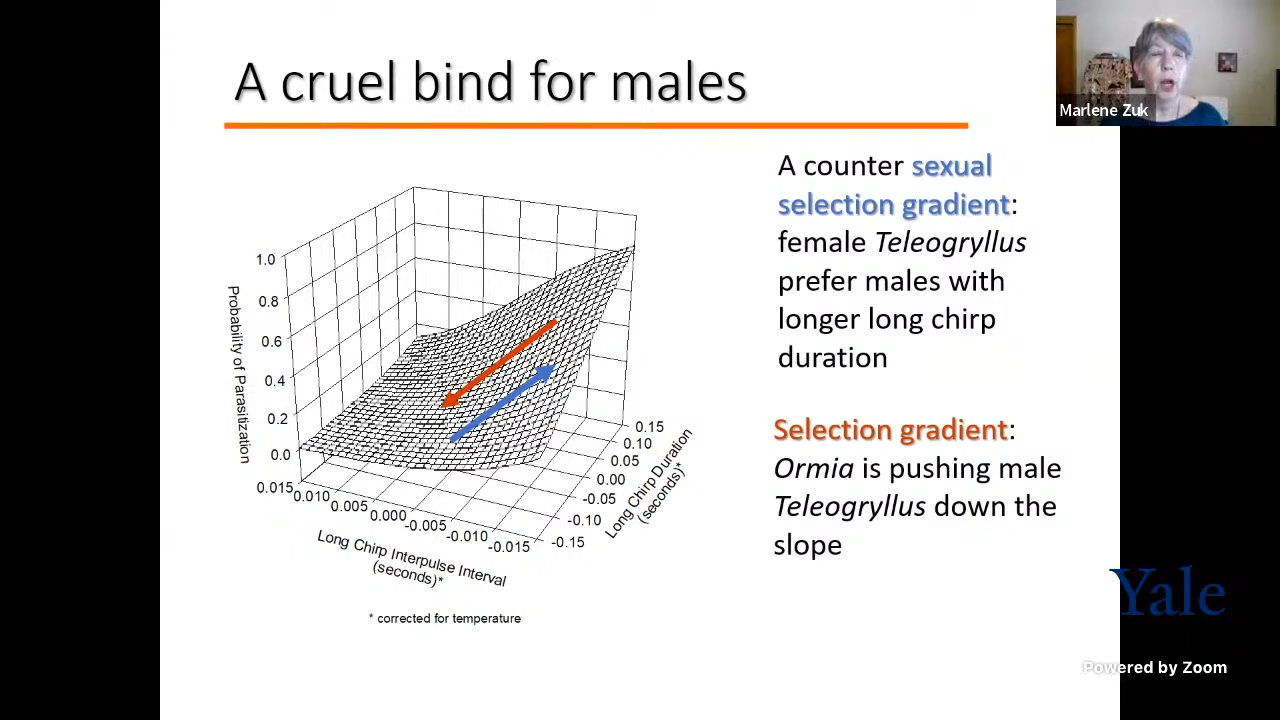 A cruel bind for males
Marlene Zuk
A counter sexual
selection gradient:
female Teleogryllus
prefer males with
longer long chirp
duration
Selection gradient:
Ormia is pushing male
Teleogryllus down the
slope
Probability of Parasitization
1.0
0.8
0.6
0.4
0.2
0.0
0.015
0.010
0.005
0.000
-0.005
-0.010
-0.015
Long Chirp Interpulse Interval
(seconds)*
0.15
0.10
0.05
0.00
-0.05
-0.10
-0.15
Long Chirp Duration
(seconds)*
* corrected for temperature
Yale
Powered by Zoom